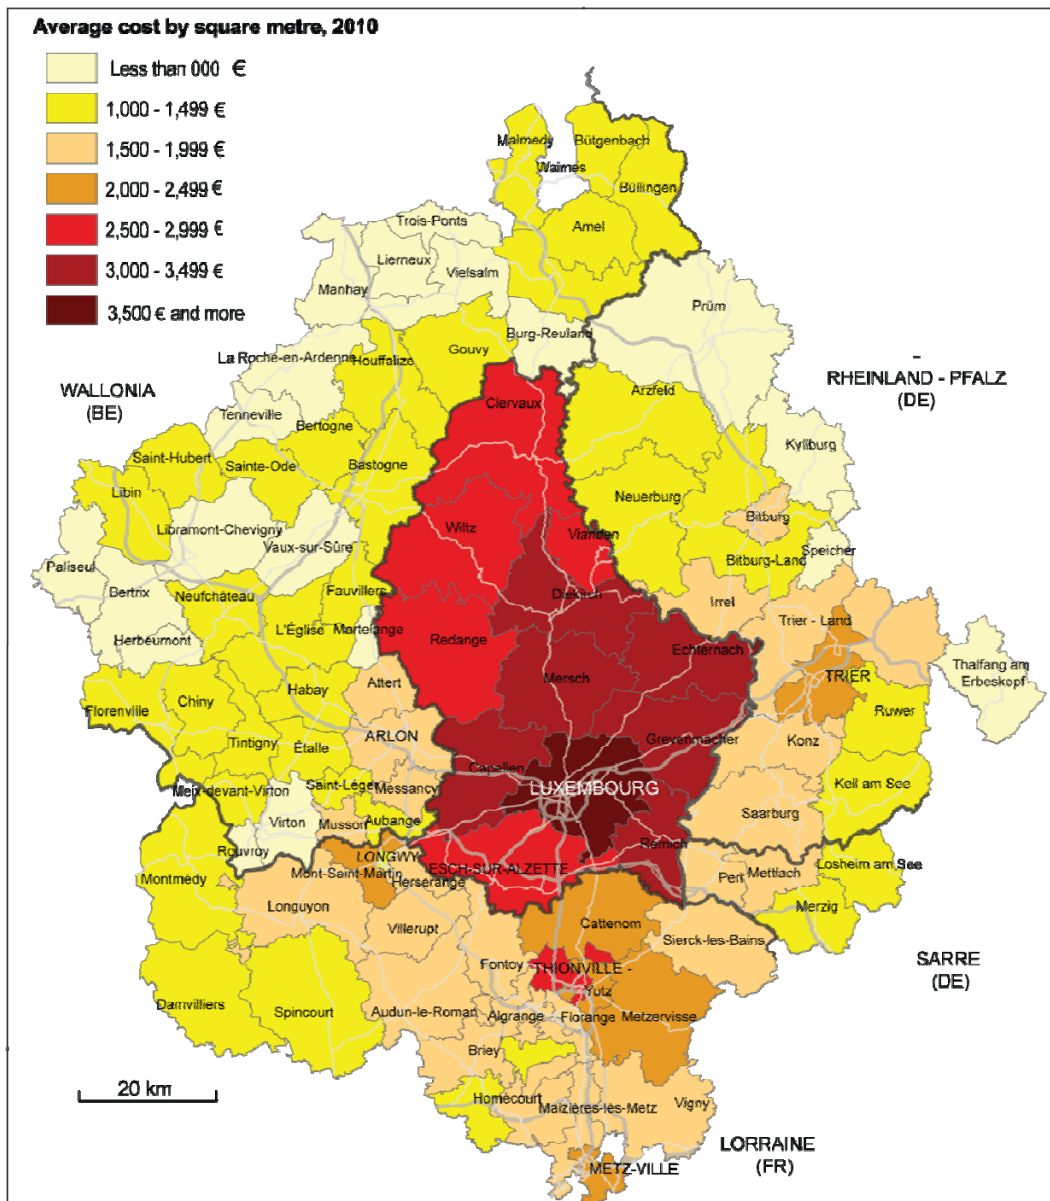 Average cost by square metre, 2010
Less than 000 €
1,000 - 1,499 €
1,500 - 1,999 €
2,000 - 2,499 €
2,500 - 2,999 €
3,000 - 3,499 €
3,500 € and more
Malmedy
Bütgenbach
Waimes
Büllingen
Trois-Ponts
Amel
Lierneux
Vielsalm
Manhay
Prüm
Burg-Reuland
Gouvy
La Roche-en-Ardenne
Houffalize
WALLONIA
(BE)
RHEINLAND - PFALZ
(DE)
Clervaux
Arzfeld
Tenneville
Bertogne
Kyllburg
Saint-Hubert
Sainte-Ode
Bastogne
Libin
Neuerburg
Wiltz
Vianden
Bitburg
Libramont-Chevigny
Vaux-sur-Sûre
Bitburg-Land
Speicher
Paliseul
Bertrix
Neufchâteau
Fauvillers
Diekirch
Irrel
Trier - Land
Herbeumont
L'Église
Martelange
Redange
Echternach
Thalfang am
Erbeskopf
Attert
Mersch
TRIER
Habay
Chiny
Florenville
Ruwer
Tintigny
Étalle
ARLON
Grevenmacher
Konz
Capellen
LUXEMBOURG
Kell am See
Meix-devant-Virton
Saint-Léger
Messancy
Saarburg
Virton
Musson
Aubange
Rouvroy
LONGWY
Remich
Mont-Saint-Martin
ESCH-SUR-ALZETTE
Losheim am See
Montmédy
Herserange
Perl
Mettlach
Longuyon
Merzig
Villerupt
Cattenom
Sierck-les-Bains
SARRE
(DE)
Fontoy
THIONVILLE -
Yutz
Damvilliers
Spincourt
Audun-le-Roman
Algrange
Florange
Metzervisse
Briey
20 km
Homécourt
Maizières-lès-Metz
Vigny
LORRAINE
(FR)
METZ-VILLE